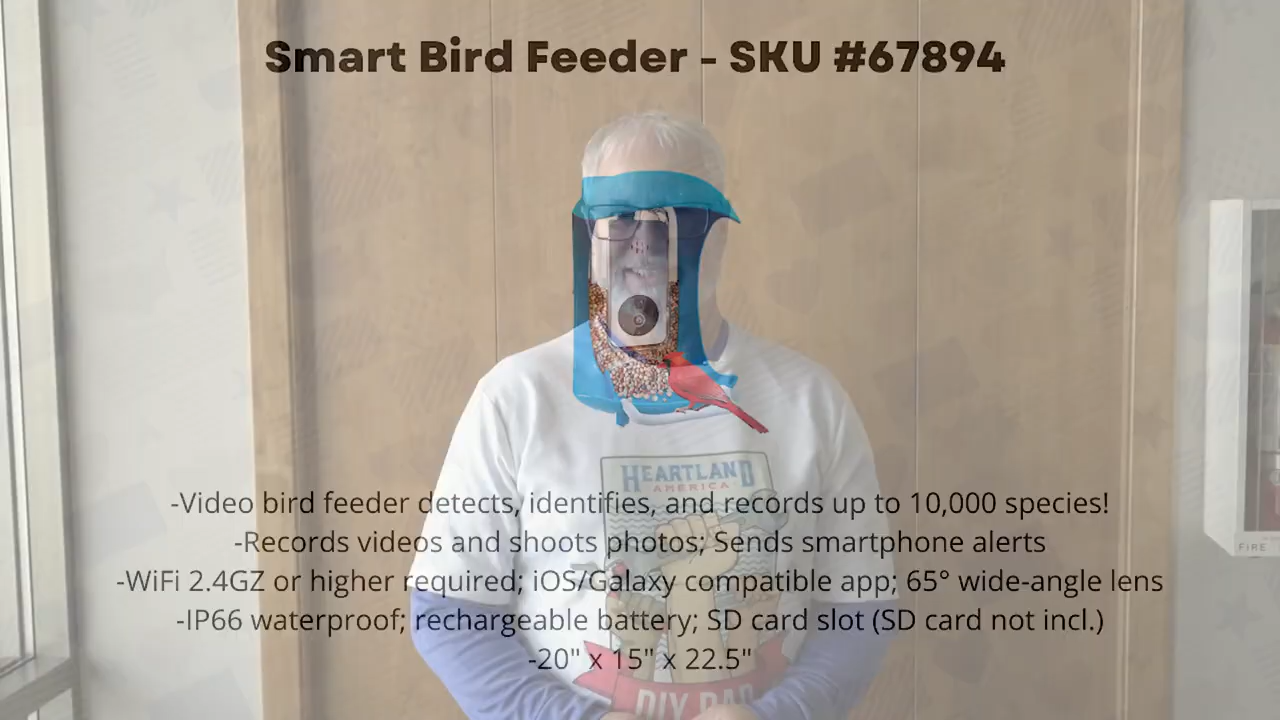 Smart Bird Feeder - SKU #67894
HEARTLAND
AMERICA
-Video bird feeder detects, identifies, and records up to 10,000 species!
-Records videos and shoots photos; Sends smartphone alerts
-WiFi 2.4GZ or higher required; iOS/Galaxy compatible app; 65° wide-angle lens
-IP66 waterproof; rechargeable battery; SD card slot (SD card not incl.)
-20" x 15" x 22.5"
DIY DAD
FIRE